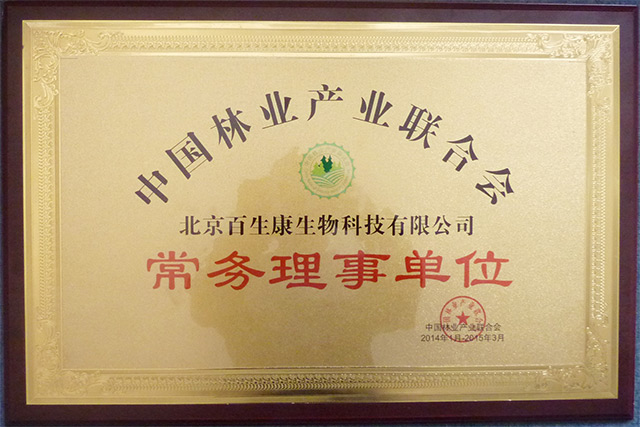 中国林业产业联合会
北京百生康生物科技有限公司
常务理事单位
中国林业产业联合会
2014年1月-2015年3月